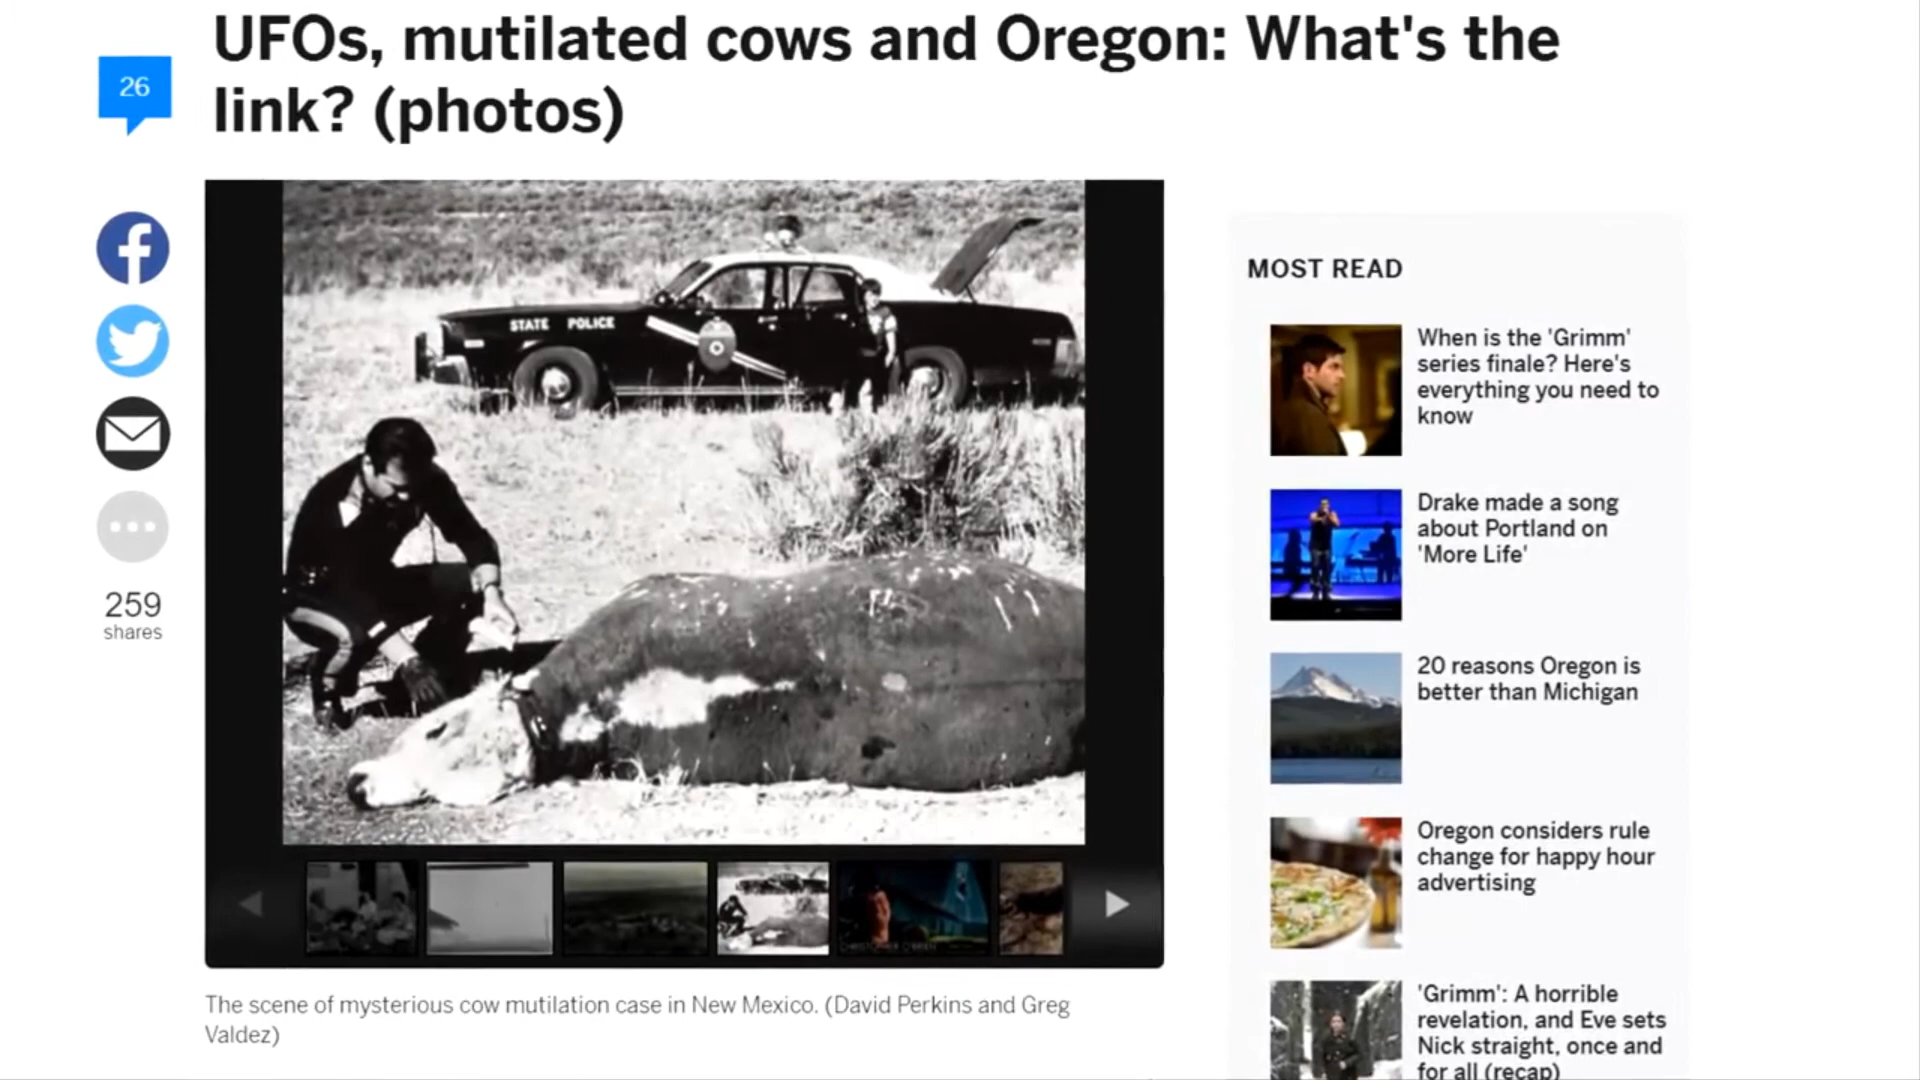 UFOs, mutilated cows and Oregon: What's the
link? (photos)
26
259
shares
STATE POLICE
CHRISTOPHER O'BRIEN
The scene of mysterious cow mutilation case in New Mexico. (David Perkins and Greg
Valdez)
MOST READ
When is the 'Grimm'
series finale? Here's
everything you need to
know
Drake made a song
about Portland on
'More Life'
20 reasons Oregon is
better than Michigan
Oregon considers rule
change for happy hour
advertising
'Grimm': A horrible
revelation, and Eve sets
Nick straight, once and
for all (recap)